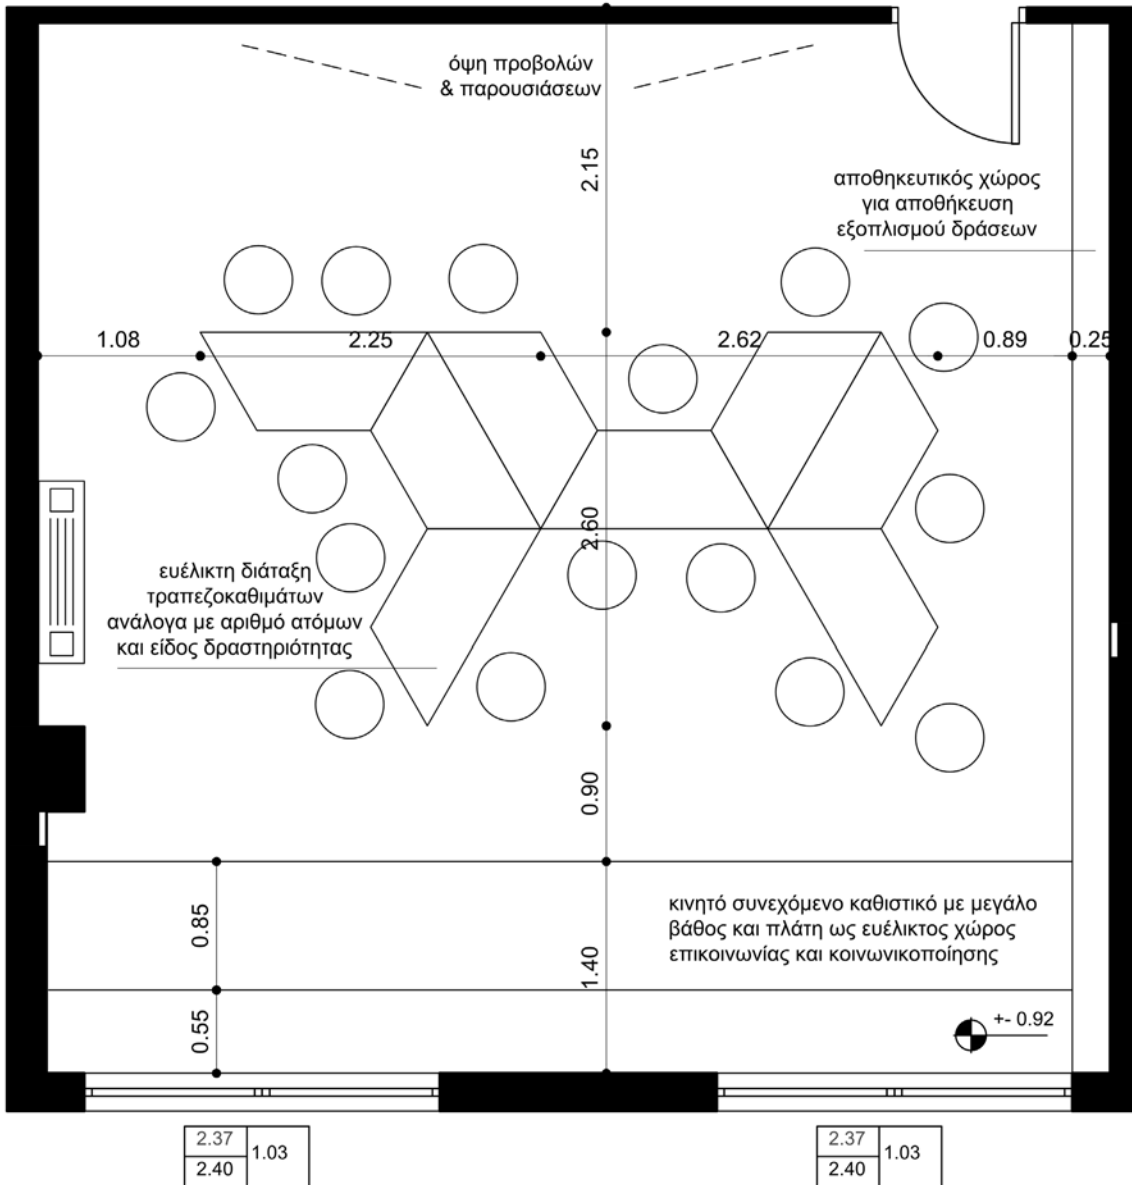 όψη προβολών
& παρουσιάσεων
2.15
αποθηκευτικός χώρος
για αποθήκευση
εξοπλισμού δράσεων
1.08
2.25
2.62
0.89
0.25
2.60
ευέλικτη διάταξη
τραπεζοκαθιμάτων
ανάλογα με αριθμό ατόμων
και είδος δραστηριότητας
0.90
0.85
1.40
κινητό συνεχόμενο καθιστικό με μεγάλο
βάθος και πλάτη ως ευέλικτος χώρος
επικοινωνίας και κοινωνικοποίησης
0.55
+- 0.92
2.37
1.03
2.40
2.37
1.03
2.40